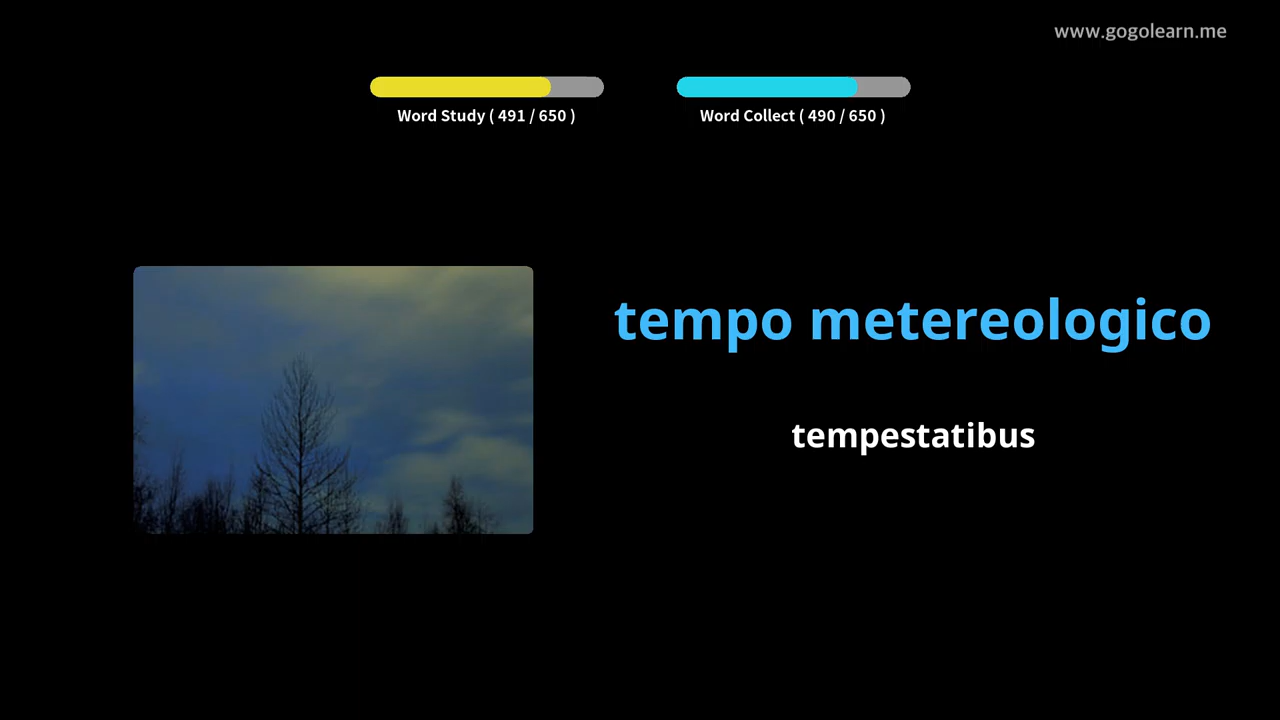 www.gogolearn.me
Word Study ( 491 / 650 )
Word Collect ( 490 / 650 )
tempo metereologico
tempestatibus